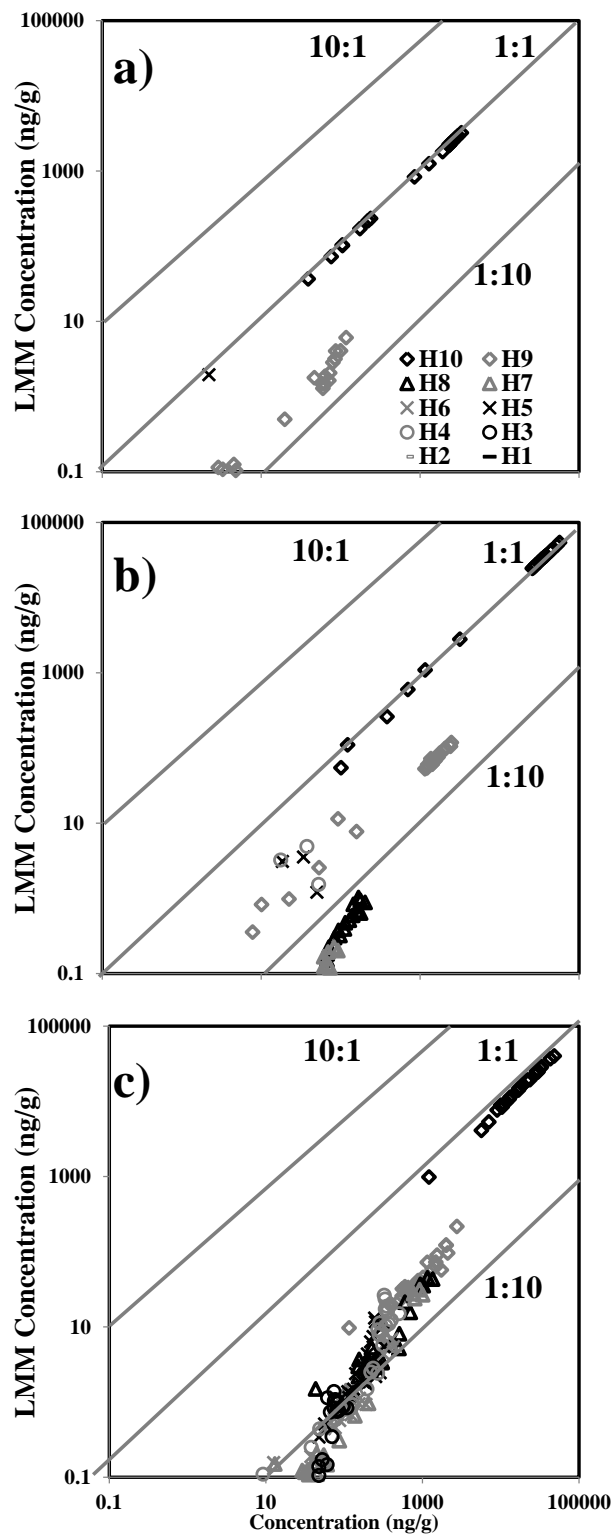 100000
10:1
1:1
a)
LMM Concentration (ng/g)
1000
1:10
10
H10 H9
H8 H7
H6 H5
H4 H3
H2 H1
0.1
100000
10:1
1:1
b)
LMM Concentration (ng/g)
1000
1:10
10
0.1
100000
10:1
1:1
c)
LMM Concentration (ng/g)
1000
1:10
10
0.1
0.1 10 1000 100000
Concentration (ng/g)